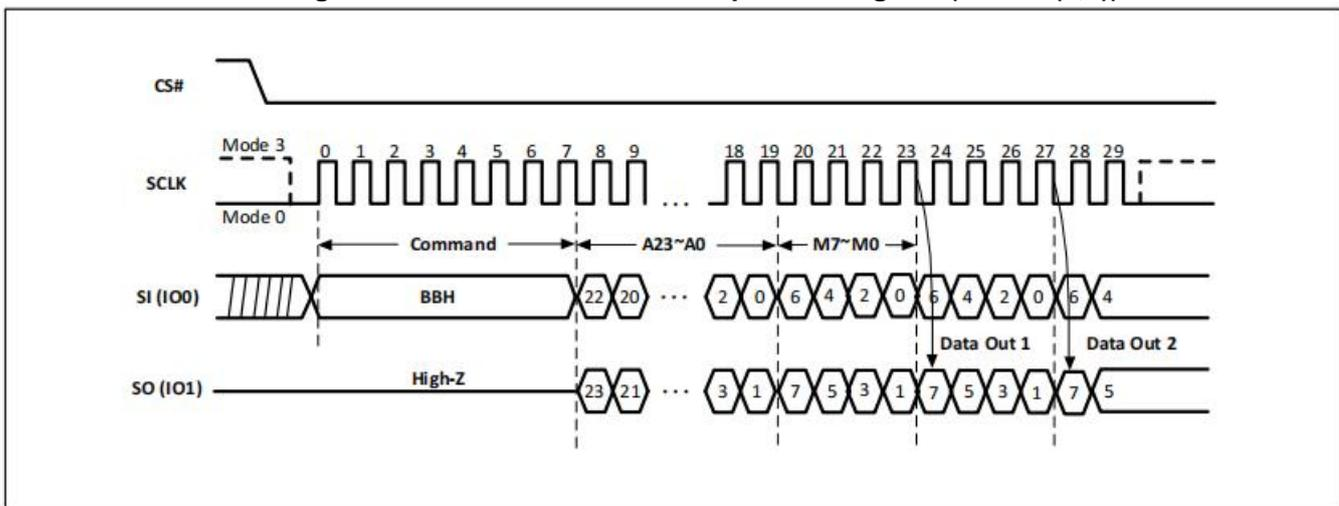 CS#
Mode 3
0 1 2 3 4 5 6 7 8 9 18 19 20 21 22 23 24 25 26 27 28 29
SCLK
...
Mode 0
Command A23~A0 M7~M0
SI (IO0) BBH 22 20 ... 2 0 6 4 2 0 6 4 2 0 6 4
Data Out 1 Data Out 2
High-Z
SO (IO1) 23 21 ... 3 1 7 5 3 1 7 5 3 1 7 5